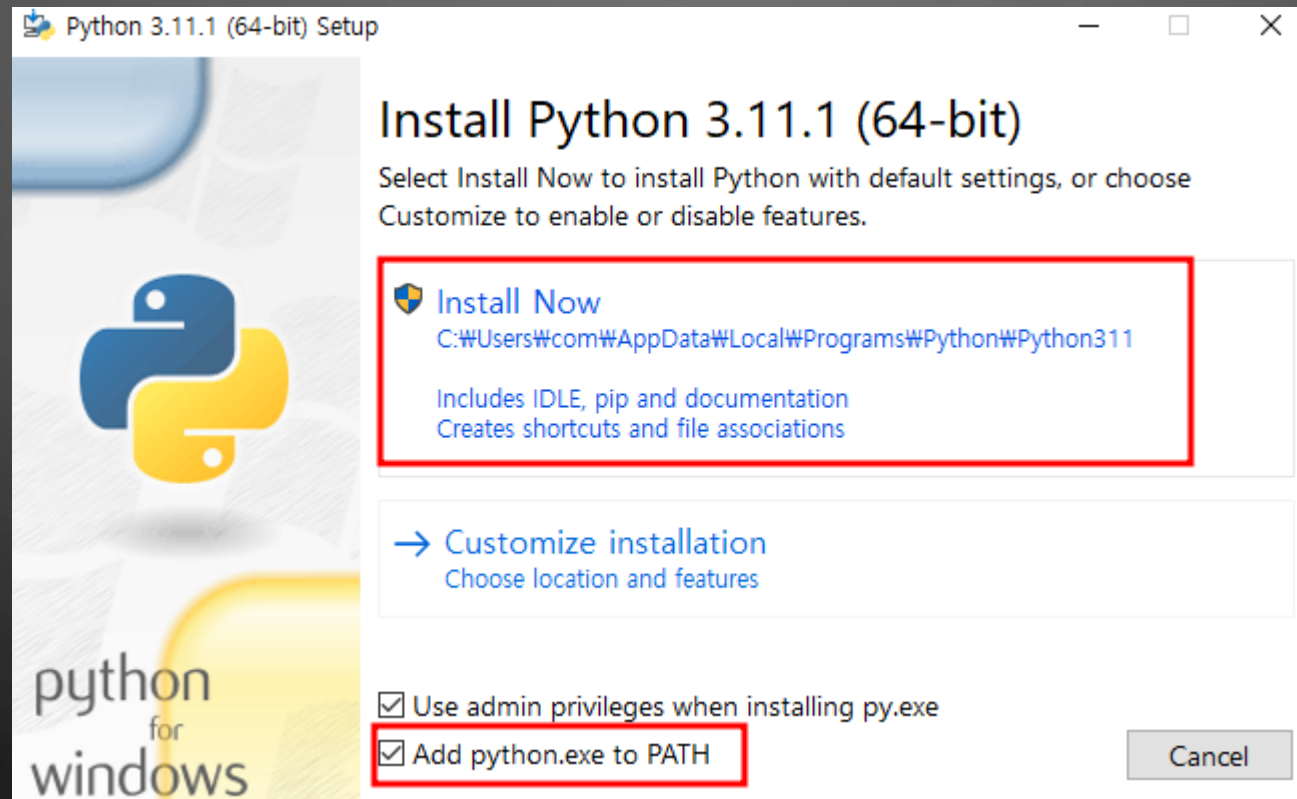 Python 3.11.1 (64-bit) Setup
Install Python 3.11.1 (64-bit)
Select Install Now to install Python with default settings, or choose
Customize to enable or disable features.
Install Now
C:₩Users₩com₩AppData₩Local₩Programs₩Python₩Python311
Includes IDLE, pip and documentation
Creates shortcuts and file associations
Customize installation
Choose location and features
python
for
windows
Use admin privileges when installing py.exe
Add python.exe to PATH
Cancel